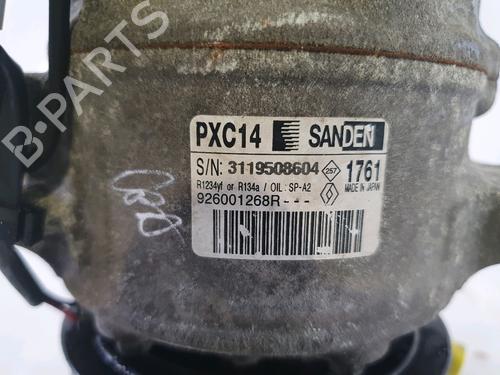 B-PARTS
PXC14 SANDEN
S/N: 3119508604 257 1761
R1234yf or R134a / OIL : SP-A2 MADE IN JAPAN
926001268R - - -